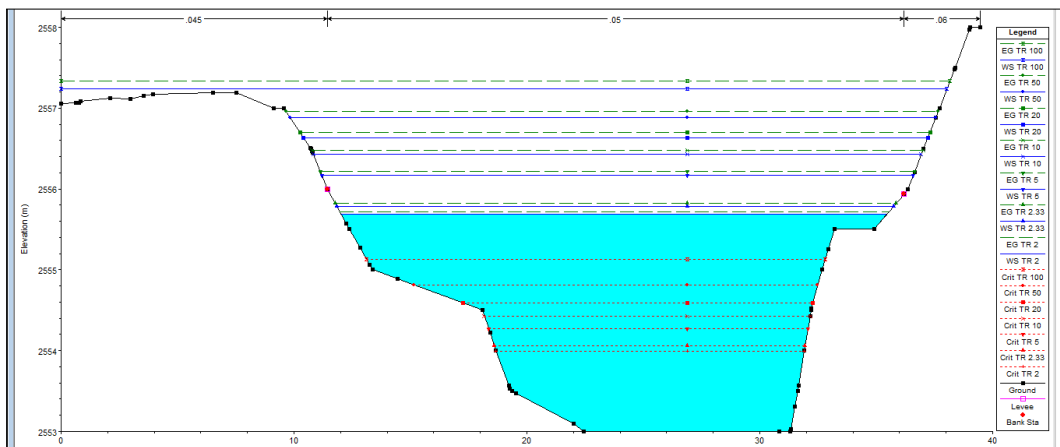 .045
.05
.06
2558
2557
2556
2555
2554
2553
Elevation (m)
0
10
20
30
40
Legend
EG TR 100
WS TR 100
EG TR 50
WS TR 50
EG TR 20
WS TR 20
EG TR 10
WS TR 10
EG TR 5
WS TR 5
EG TR 2.33
WS TR 2.33
EG TR 2
WS TR 2
Crit TR 100
Crit TR 50
Crit TR 20
Crit TR 10
Crit TR 5
Crit TR 2.33
Crit TR 2
Ground
Levee
Bank Sta